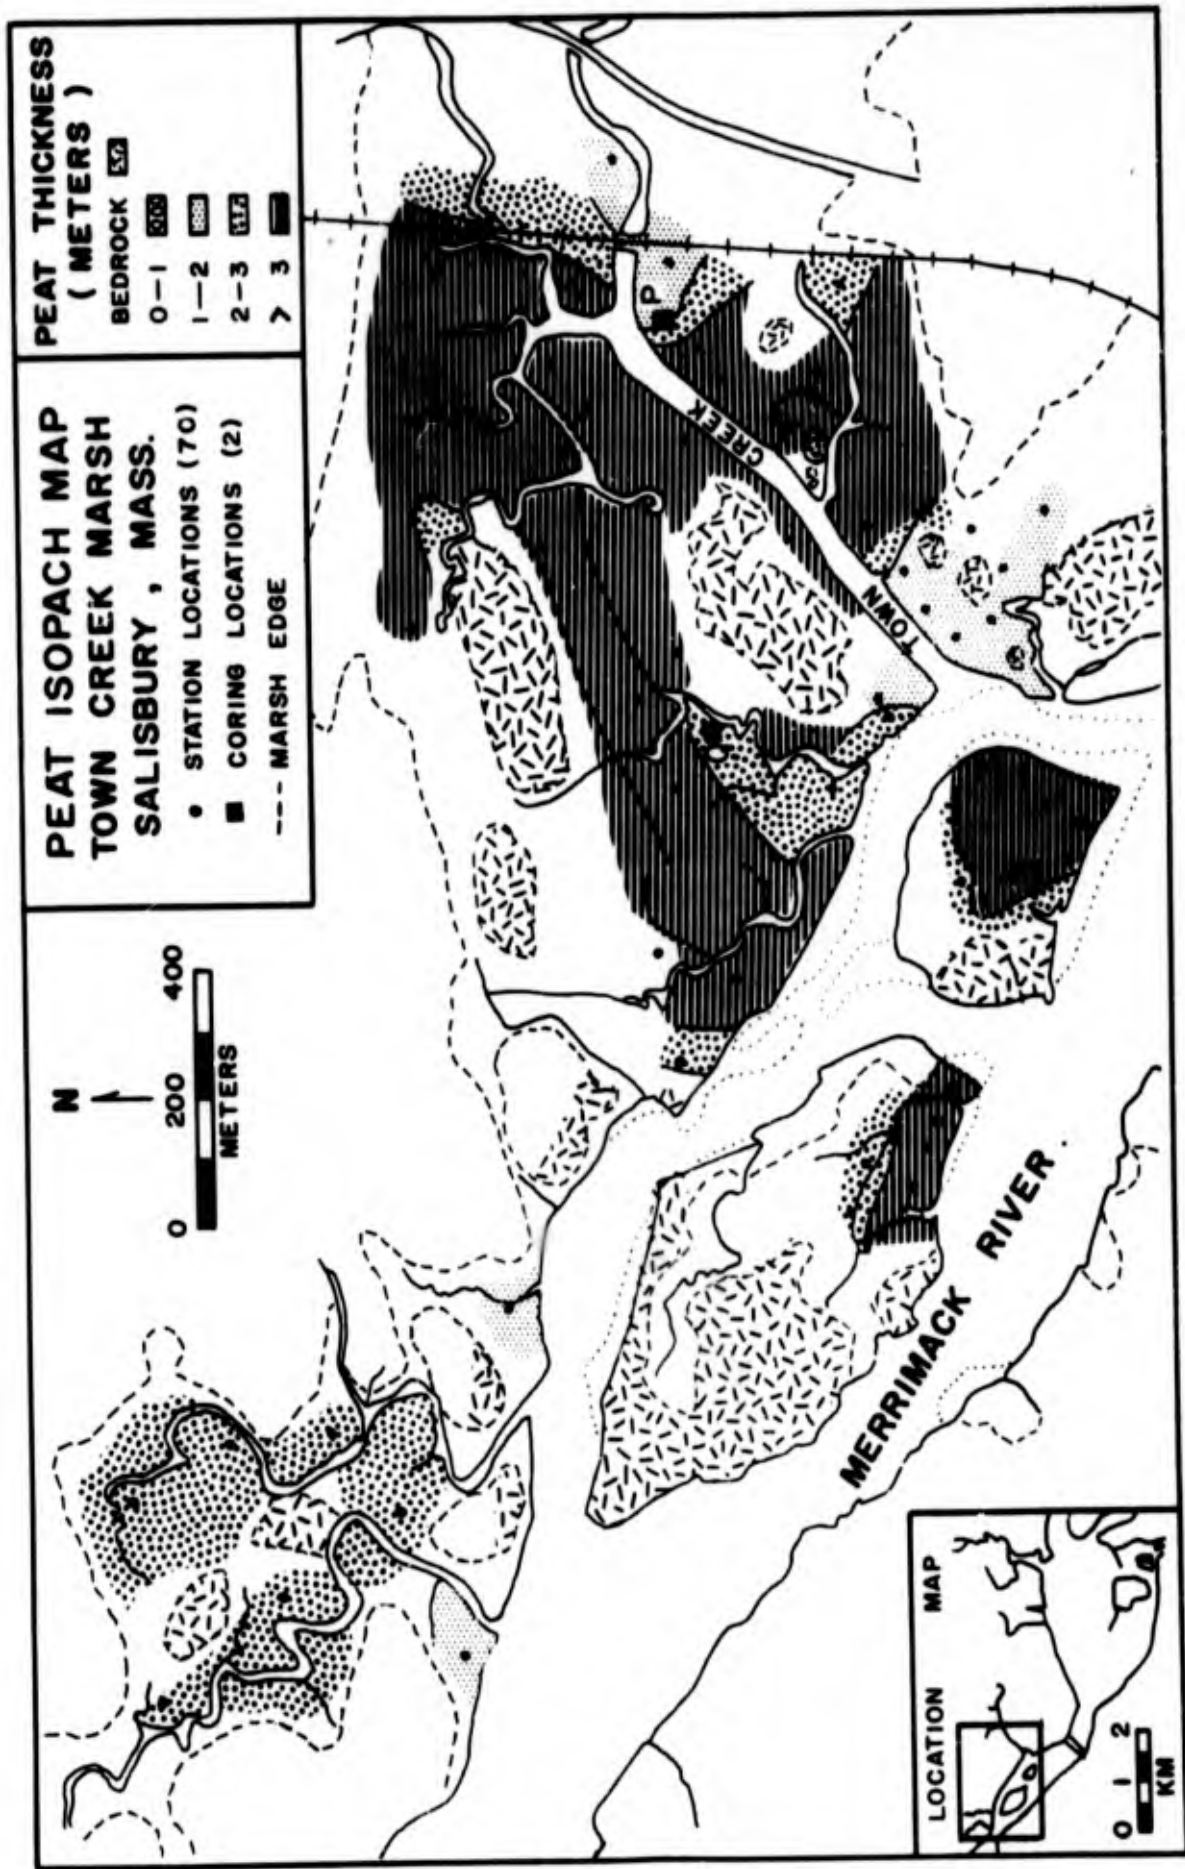 PEAT ISOPACH MAP
TOWN CREEK MARSH
SALISBURY , MASS.
STATION LOCATIONS (70)
CORING LOCATIONS (2)
--- MARSH EDGE
PEAT THICKNESS
( METERS )
BEDROCK
0—1
1—2
2—3
> 3
N
0 200 400
METERS
P
TOWN CREEK
MERRIMACK RIVER
LOCATION MAP
0 1 2
KM